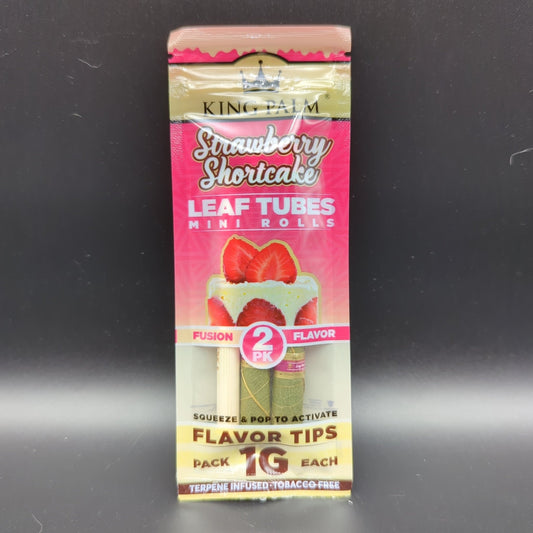 KING PALM®
Strawberry
Shortcake
LEAF TUBES
MINI ROLLS
FUSION 2 PK FLAVOR
SQUEEZE & POP TO ACTIVATE
FLAVOR TIPS
PACK 1G EACH
TERPENE INFUSED • TOBACCO FREE